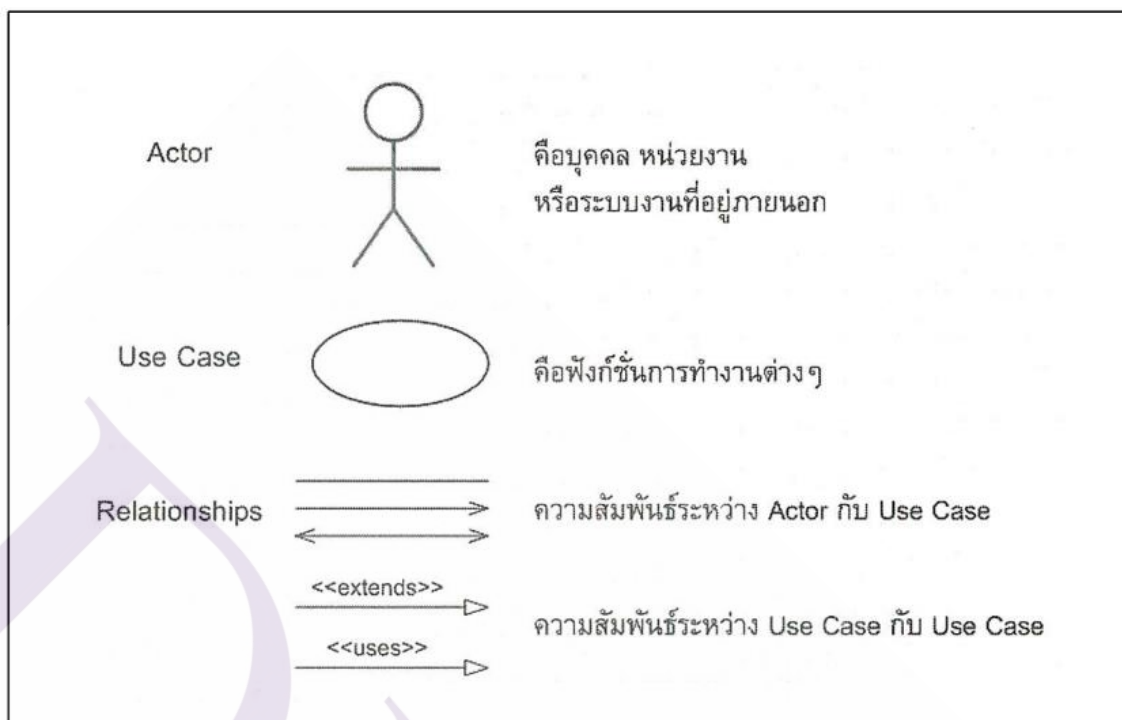 Actor
คือบุคคล หน่วยงาน
หรือระบบงานที่อยู่ภายนอก
Use Case
คือฟังก์ชั่นการทำงานต่างๆ
Relationships
ความสัมพันธ์ระหว่าง Actor กับ Use Case
<<extends>>
ความสัมพันธ์ระหว่าง Use Case กับ Use Case
<<uses>>